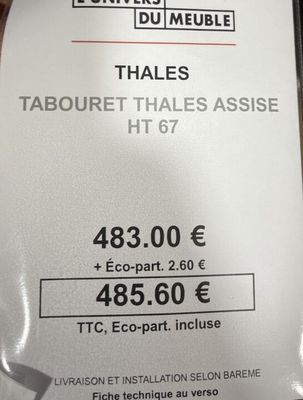 L'UNIVERS
DU MEUBLE
THALES
TABOURET THALES ASSISE
HT 67
483.00 €
+ Éco-part. 2.60 €
485.60 €
TTC, Eco-part. incluse
LIVRAISON ET INSTALLATION SELON BAREME
Fiche technique au verso